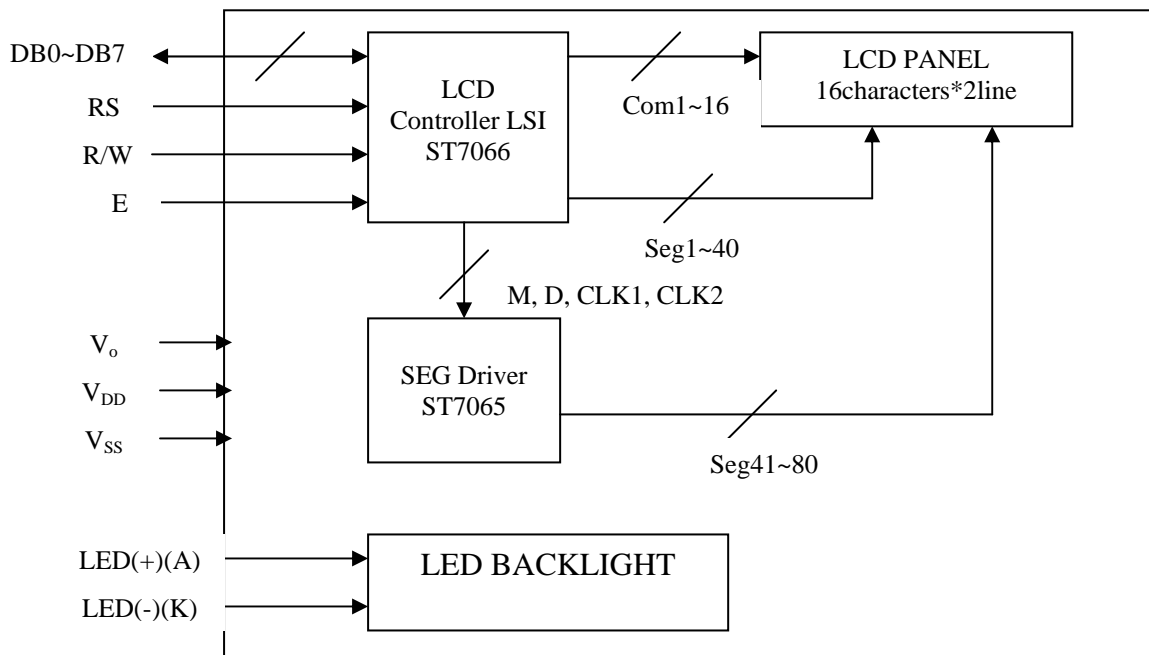 DB0~DB7
RS
R/W
E
LCD
Controller LSI
ST7066
Com1~16
LCD PANEL
16characters*2line
Seg1~40
M, D, CLK1, CLK2
Vo
VDD
VSS
SEG Driver
ST7065
Seg41~80
LED(+)(A)
LED(-)(K)
LED BACKLIGHT